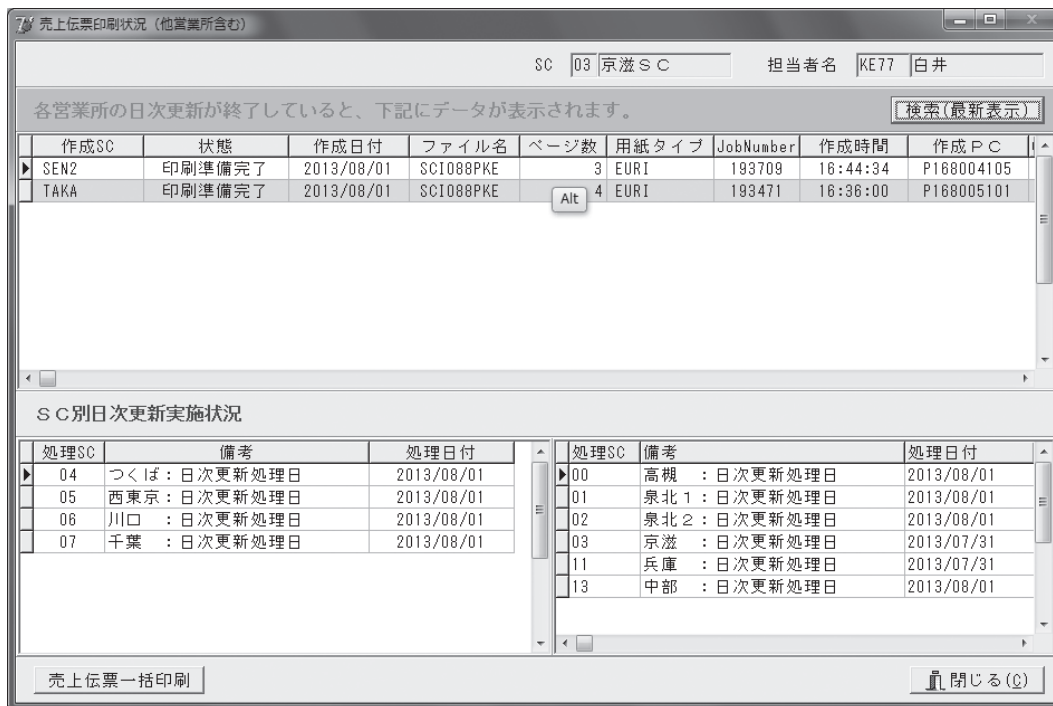 売上伝票印刷状況（他営業所含む）
SC 03 京滋ＳＣ 担当者名 KE77 白井
各営業所の日次更新が終了していると、下記にデータが表示されます。 検索(最新表示)
作成SC 状態 作成日付 ファイル名 ページ数 用紙タイプ JobNumber 作成時間 作成ＰＣ
SEN2 印刷準備完了 2013/08/01 SCI088PKE 3 EURI 193709 16:44:34 P168004105
TAKA 印刷準備完了 2013/08/01 SCI088PKE 4 EURI 193471 16:36:00 P168005101
Alt
ＳＣ別日次更新実施状況
処理SC 備考 処理日付 処理SC 備考 処理日付
04 つくば：日次更新処理日 2013/08/01 00 高槻　：日次更新処理日 2013/08/01
05 西東京：日次更新処理日 2013/08/01 01 泉北１：日次更新処理日 2013/08/01
06 川口　：日次更新処理日 2013/08/01 02 泉北２：日次更新処理日 2013/08/01
07 千葉　：日次更新処理日 2013/08/01 03 京滋　：日次更新処理日 2013/07/31
11 兵庫　：日次更新処理日 2013/07/31
13 中部　：日次更新処理日 2013/08/01
売上伝票一括印刷 閉じる(C)